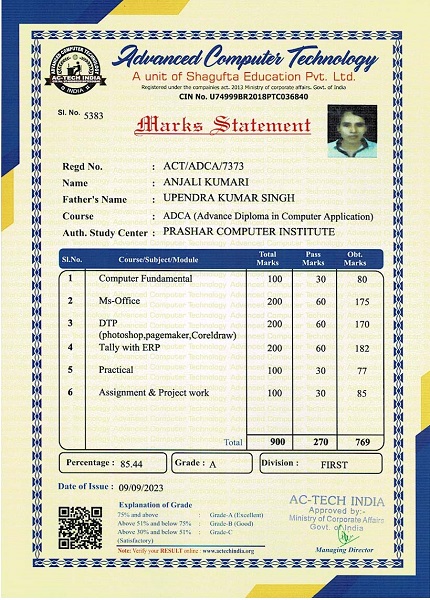 ADVANCED COMPUTER TECHNOLOGY
AC-TECH INDIA
INDIA
Advanced Computer Technology
A unit of Shagufta Education Pvt. Ltd.
Registered under the compainies act. 2013 Ministry of corporate affairs. Govt. of India
CIN No. U74999BR2018PTC036840
Sl. No. 5383
Marks Statement
Regd No. : ACT/ADCA/7373
Name : ANJALI KUMARI
Father's Name : UPENDRA KUMAR SINGH
Course : ADCA (Advance Diploma in Computer Application)
Auth. Study Center : PRASHAR COMPUTER INSTITUTE
Sl.No. Course/Subject/Module Total Marks Pass Marks Obt. Marks
1 Computer Fundamental 100 30 80
2 Ms-Office 200 60 175
3 DTP 200 60 170
(photoshop,pagemaker,Coreldraw)
4 Tally with ERP 200 60 182
5 Practical 100 30 77
6 Assignment & Project work 100 30 85
Total 900 270 769
Percentage : 85.44 Grade : A Division : FIRST
Date of Issue : 09/09/2023
Explanation of Grade
75% and above : Grade-A (Excellent)
Above 51% and below 75% : Grade-B (Good)
Above 30% and below 51% : Grade-C
(Satisfactory)
Note: Verify your RESULT online : www.actechindia.org
AC-TECH INDIA
Approved by:-
Ministry of Corporate Affairs
Govt. of India
Managing Director